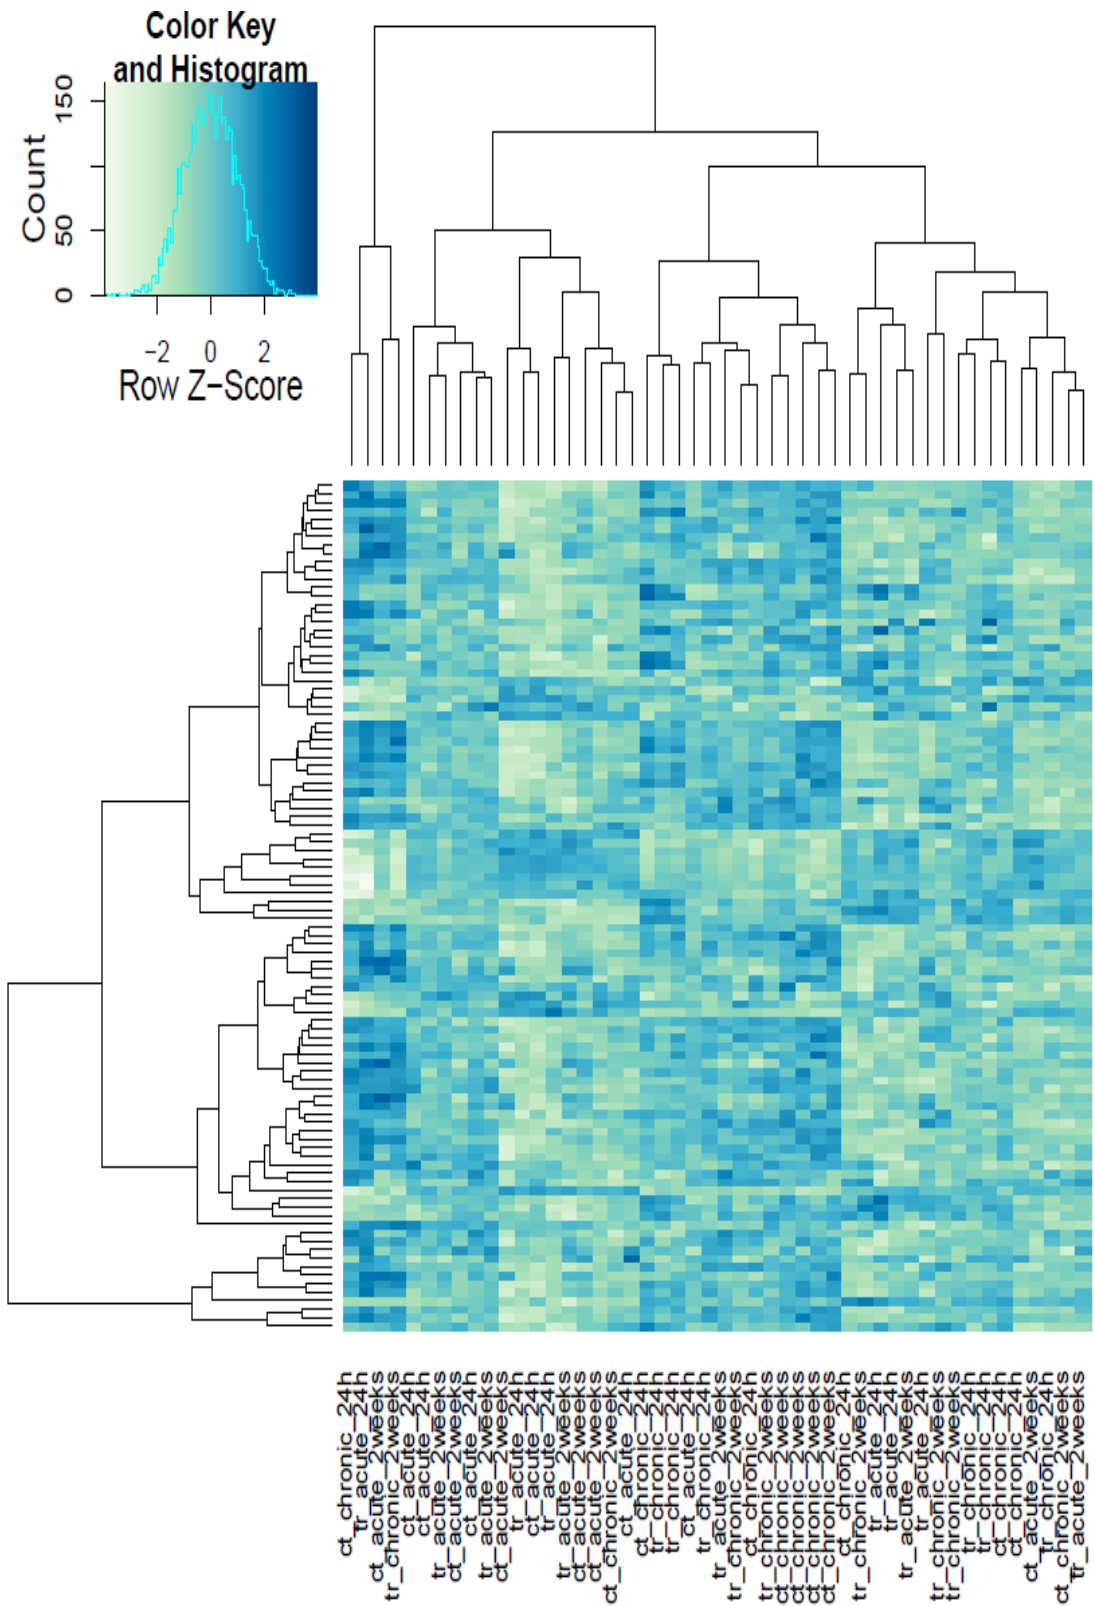 Color Key
and Histogram
Count
0
50
150
−2
0
2
Row Z−Score
ct_chronic_24h
tr_acute_24h
ct_acute_2weeks
tr_chronic_2weeks
ct_acute_24h
ct_acute_24h
tr_acute_2weeks
ct_acute_2weeks
ct_acute_24h
tr_acute_2weeks
ct_acute_2weeks
tr_acute_24h
ct_acute_24h
tr_acute_24h
tr_acute_2weeks
ct_acute_2weeks
ct_acute_2weeks
ct_chronic_2weeks
ct_acute_24h
ct_chronic_24h
tr_chronic_24h
tr_chronic_24h
ct_acute_24h
tr_chronic_24h
tr_acute_2weeks
tr_chronic_2weeks
ct_chronic_24h
tr_chronic_2weeks
ct_chronic_2weeks
ct_chronic_2weeks
ct_chronic_2weeks
ct_chronic_2weeks
ct_chronic_24h
tr_chronic_2weeks
tr_acute_24h
tr_acute_24h
tr_acute_2weeks
tr_acute_24h
tr_chronic_2weeks
tr_chronic_2weeks
tr_chronic_24h
tr_chronic_24h
ct_chronic_24h
ct_chronic_24h
ct_acute_2weeks
tr_chronic_24h
ct_chronic_2weeks
tr_acute_2weeks